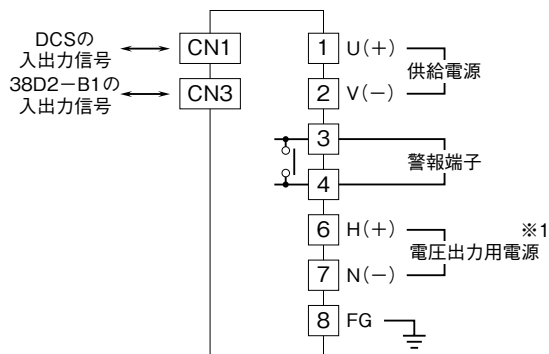 DCSの
入出力信号
CN1
38D2－B1の
入出力信号
CN3
1 U(＋)
供給電源
2 V(－)
3
警報端子
4
6 H(＋)
※1
電圧出力用電源
7 N(－)
8 FG